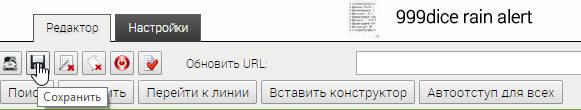 Редактор Настройки 999dice rain alert
Обновить URL:
Сохранить
Перейти к линии Вставить конструктор Автоотступ для всех